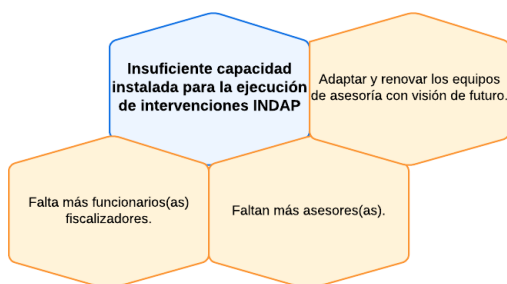 Insuficiente capacidad
instalada para la ejecución
de intervenciones INDAP
Adaptar y renovar los equipos
de asesoría con visión de futuro.
Falta más funcionarios(as)
fiscalizadores.
Faltan más asesores(as).